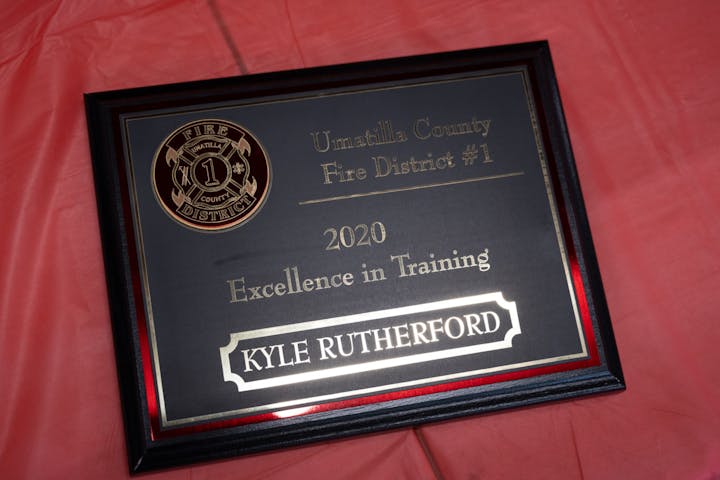 FIRE
UMATILLA
1
COUNTY
DISTRICT
Umatilla County
Fire District #1
2020
Excellence in Training
KYLE RUTHERFORD